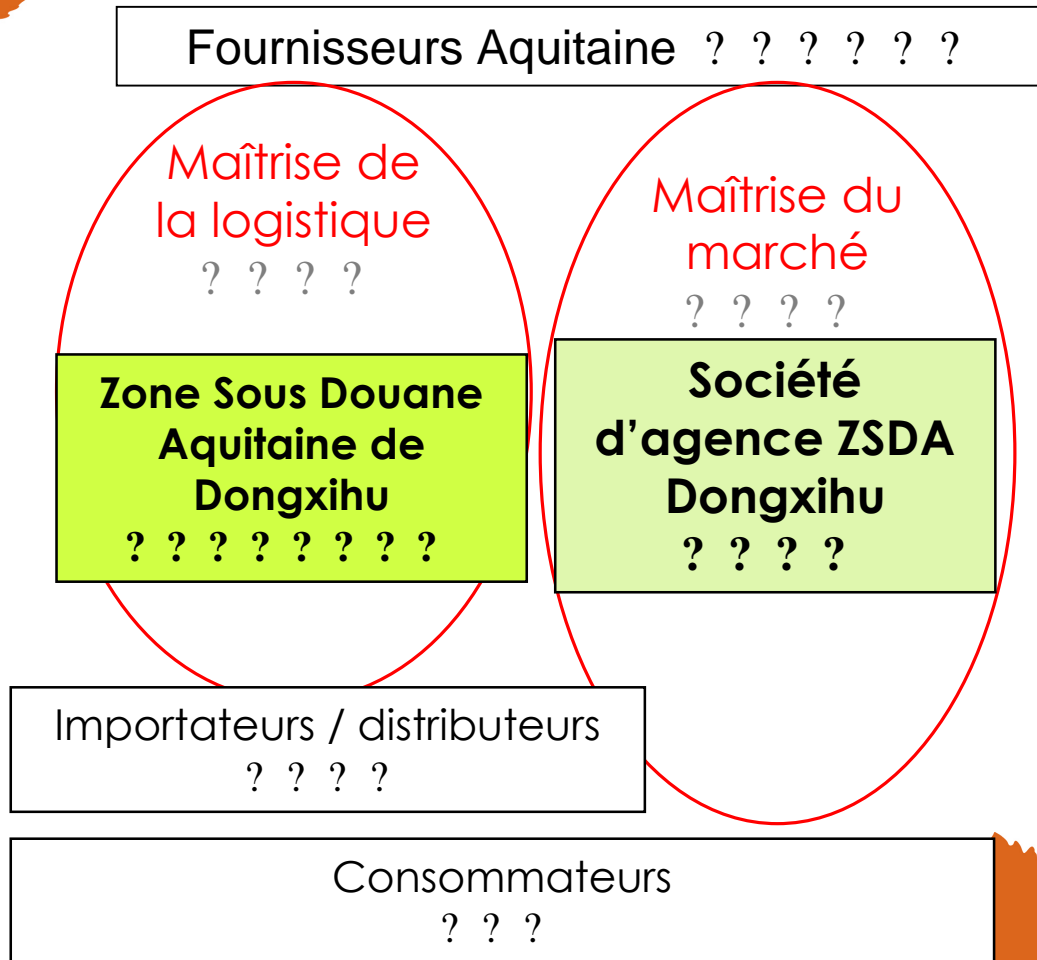 Fournisseurs Aquitaine ? ? ? ? ? ?
Maîtrise de
la logistique
? ? ? ?
Maîtrise du
marché
? ? ? ?
Zone Sous Douane
Aquitaine de
Dongxihu
? ? ? ? ? ? ? ?
Société
d’agence ZSDA
Dongxihu
? ? ? ?
Importateurs / distributeurs
? ? ? ?
Consommateurs
? ? ?